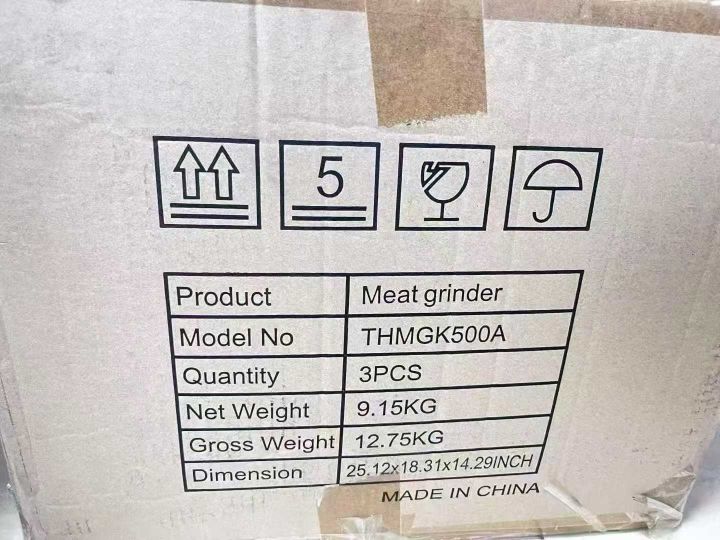 5
Product Meat grinder
Model No THMGK500A
Quantity 3PCS
Net Weight 9.15KG
Gross Weight 12.75KG
Dimension 25.12x18.31x14.29INCH
MADE IN CHINA